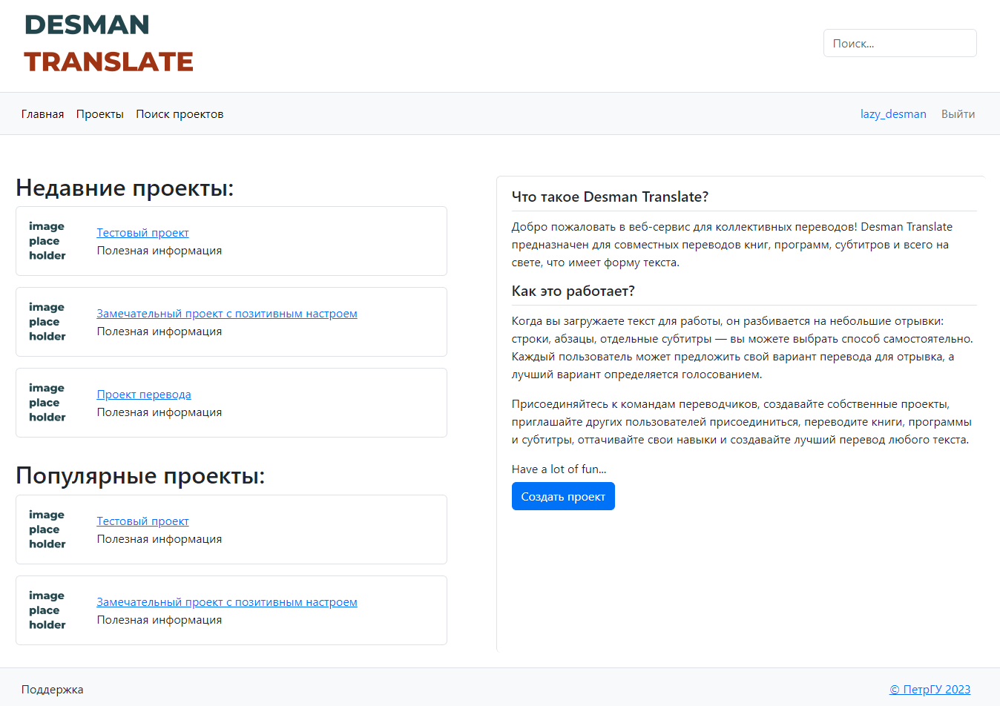 DESMAN
TRANSLATE
Поиск...
Главная Проекты Поиск проектов
lazy_desman Выйти
Недавние проекты:
image
place
holder
Тестовый проект
Полезная информация
image
place
holder
Замечательный проект с позитивным настроем
Полезная информация
image
place
holder
Проект перевода
Полезная информация
Популярные проекты:
image
place
holder
Тестовый проект
Полезная информация
image
place
holder
Замечательный проект с позитивным настроем
Полезная информация
Что такое Desman Translate?
Добро пожаловать в веб-сервис для коллективных переводов! Desman Translate
предназначен для совместных переводов книг, программ, субтитров и всего на
свете, что имеет форму текста.
Как это работает?
Когда вы загружаете текст для работы, он разбивается на небольшие отрывки:
строки, абзацы, отдельные субтитры — вы можете выбрать способ самостоятельно.
Каждый пользователь может предложить свой вариант перевода для отрывка, а
лучший вариант определяется голосованием.
Присоединяйтесь к командам переводчиков, создавайте собственные проекты,
приглашайте других пользователей присоединиться, переводите книги, программы
и субтитры, оттачивайте свои навыки и создавайте лучший перевод любого текста.
Have a lot of fun...
Создать проект
Поддержка
© ПетрГУ 2023